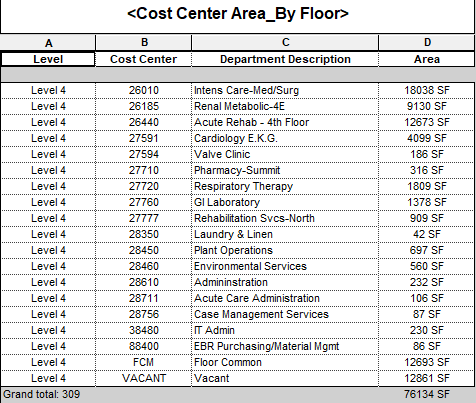 <Cost Center Area_By Floor>
A B C D
Level Cost Center Department Description Area
Level 4 26010 Intens Care-Med/Surg 18038 SF
Level 4 26185 Renal Metabolic-4E 9130 SF
Level 4 26440 Acute Rehab - 4th Floor 12673 SF
Level 4 27591 Cardiology E.K.G. 4099 SF
Level 4 27594 Valve Clinic 186 SF
Level 4 27710 Pharmacy-Summit 316 SF
Level 4 27720 Respiratory Therapy 1809 SF
Level 4 27760 GI Laboratory 1378 SF
Level 4 27777 Rehabilitation Svcs-North 909 SF
Level 4 28350 Laundry & Linen 42 SF
Level 4 28450 Plant Operations 697 SF
Level 4 28460 Environmental Services 560 SF
Level 4 28610 Admininstration 232 SF
Level 4 28711 Acute Care Administration 106 SF
Level 4 28756 Case Management Services 87 SF
Level 4 38480 IT Admin 230 SF
Level 4 88400 EBR Purchasing/Material Mgmt 86 SF
Level 4 FCM Floor Common 12693 SF
Level 4 VACANT Vacant 12861 SF
Grand total: 309 76134 SF